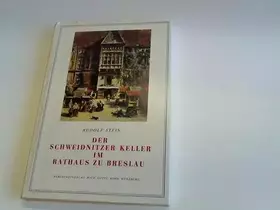 RUDOLF STEIN
DER
SCHWEIDNITZER KELLER
IM
RATHAUS ZU BRESLAU